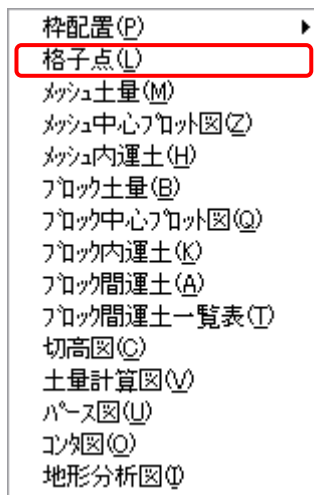 枠配置(P)
格子点(L)
ﾒｯｼｭ土量(M)
ﾒｯｼｭ中心ﾌﾟﾛｯﾄ図(Z)
ﾒｯｼｭ内運土(H)
ﾌﾞﾛｯｸ土量(B)
ﾌﾞﾛｯｸ中心ﾌﾟﾛｯﾄ図(Q)
ﾌﾞﾛｯｸ内運土(K)
ﾌﾞﾛｯｸ間運土(A)
ﾌﾞﾛｯｸ間運土一覧表(T)
切高図(C)
土量計算図(V)
ﾊﾟｰｽ図(U)
ｺﾝﾀ図(O)
地形分析図(I)